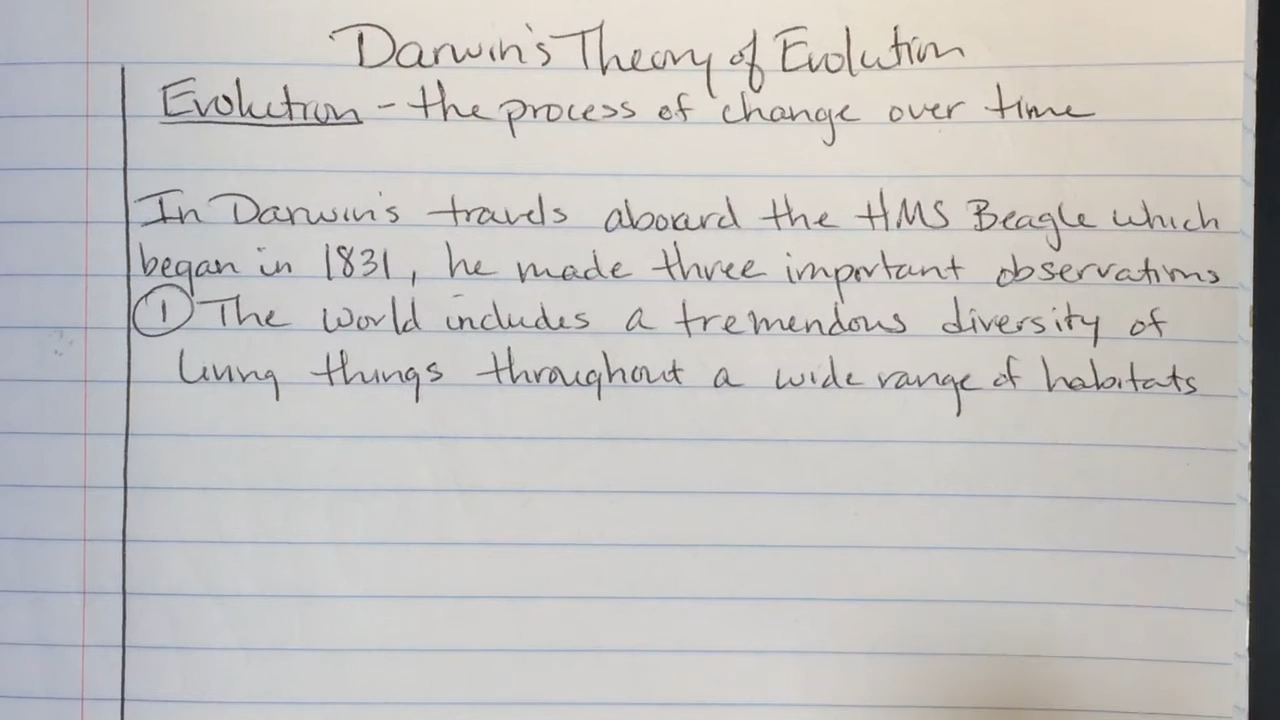 Darwin's Theory of Evolution
Evolution - the process of change over time
In Darwin's travels aboard the HMS Beagle which
began in 1831, he made three important observations
① The world includes a tremendous diversity of
living things throughout a wide range of habitats